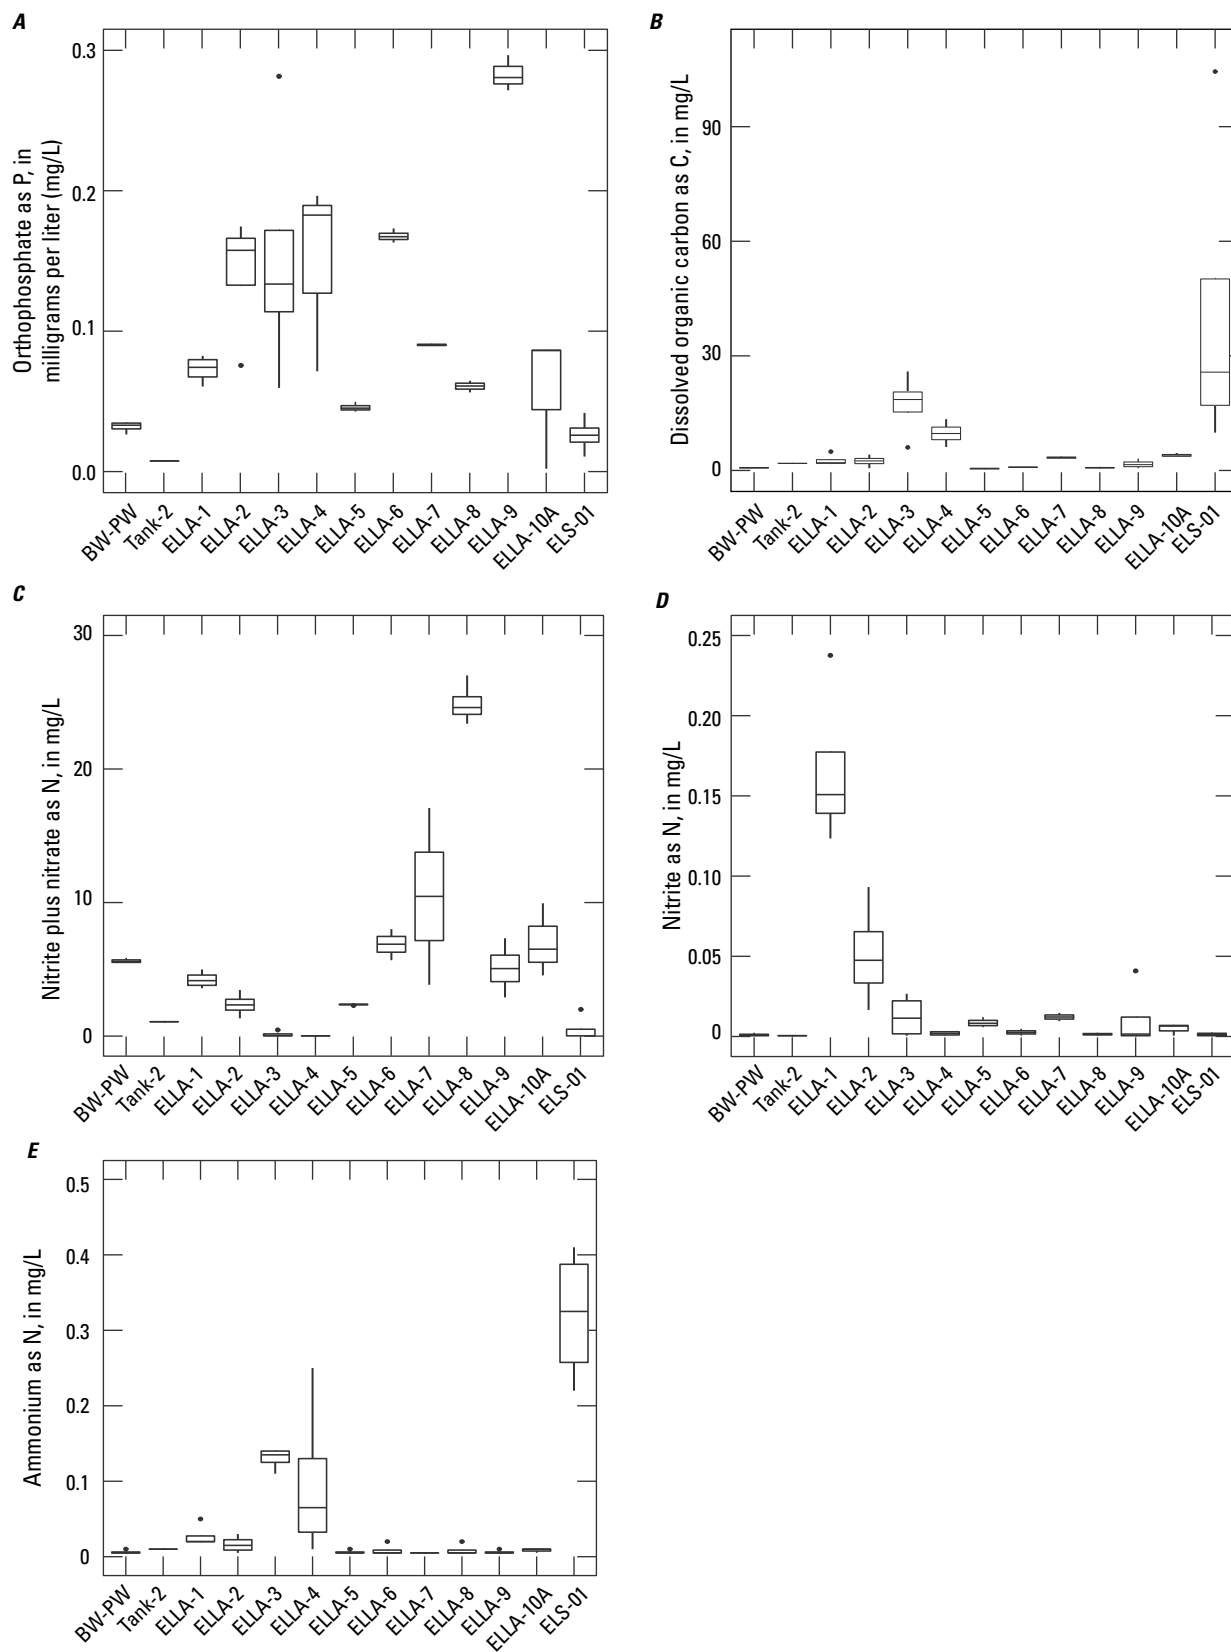 A
Orthophosphate as P, in
milligrams per liter (mg/L)
0.3
0.2
0.1
0.0
BW-PW
Tank-2
ELLA-1
ELLA-2
ELLA-3
ELLA-4
ELLA-5
ELLA-6
ELLA-7
ELLA-8
ELLA-9
ELLA-10A
ELS-01
B
Dissolved organic carbon as C, in mg/L
90
60
30
0
BW-PW
Tank-2
ELLA-1
ELLA-2
ELLA-3
ELLA-4
ELLA-5
ELLA-6
ELLA-7
ELLA-8
ELLA-9
ELLA-10A
ELS-01
C
Nitrite plus nitrate as N, in mg/L
30
20
10
0
BW-PW
Tank-2
ELLA-1
ELLA-2
ELLA-3
ELLA-4
ELLA-5
ELLA-6
ELLA-7
ELLA-8
ELLA-9
ELLA-10A
ELS-01
D
Nitrite as N, in mg/L
0.25
0.20
0.15
0.10
0.05
0
BW-PW
Tank-2
ELLA-1
ELLA-2
ELLA-3
ELLA-4
ELLA-5
ELLA-6
ELLA-7
ELLA-8
ELLA-9
ELLA-10A
ELS-01
E
Ammonium as N, in mg/L
0.5
0.4
0.3
0.2
0.1
0
BW-PW
Tank-2
ELLA-1
ELLA-2
ELLA-3
ELLA-4
ELLA-5
ELLA-6
ELLA-7
ELLA-8
ELLA-9
ELLA-10A
ELS-01